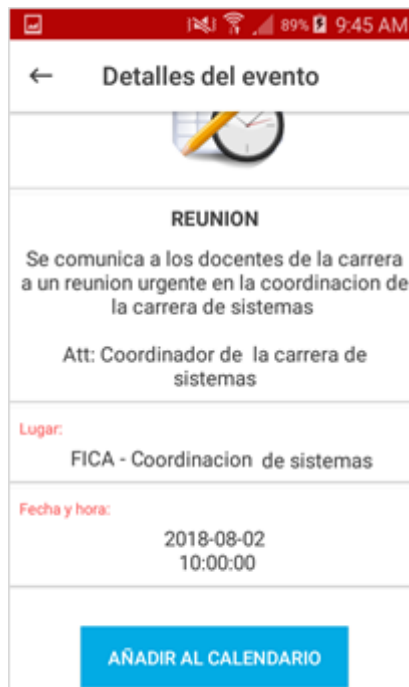 89% 9:45 AM
Detalles del evento
REUNION
Se comunica a los docentes de la carrera
a un reunion urgente en la coordinacion de
la carrera de sistemas
Att: Coordinador de la carrera de
sistemas
Lugar:
FICA - Coordinacion de sistemas
Fecha y hora:
2018-08-02
10:00:00
AÑADIR AL CALENDARIO